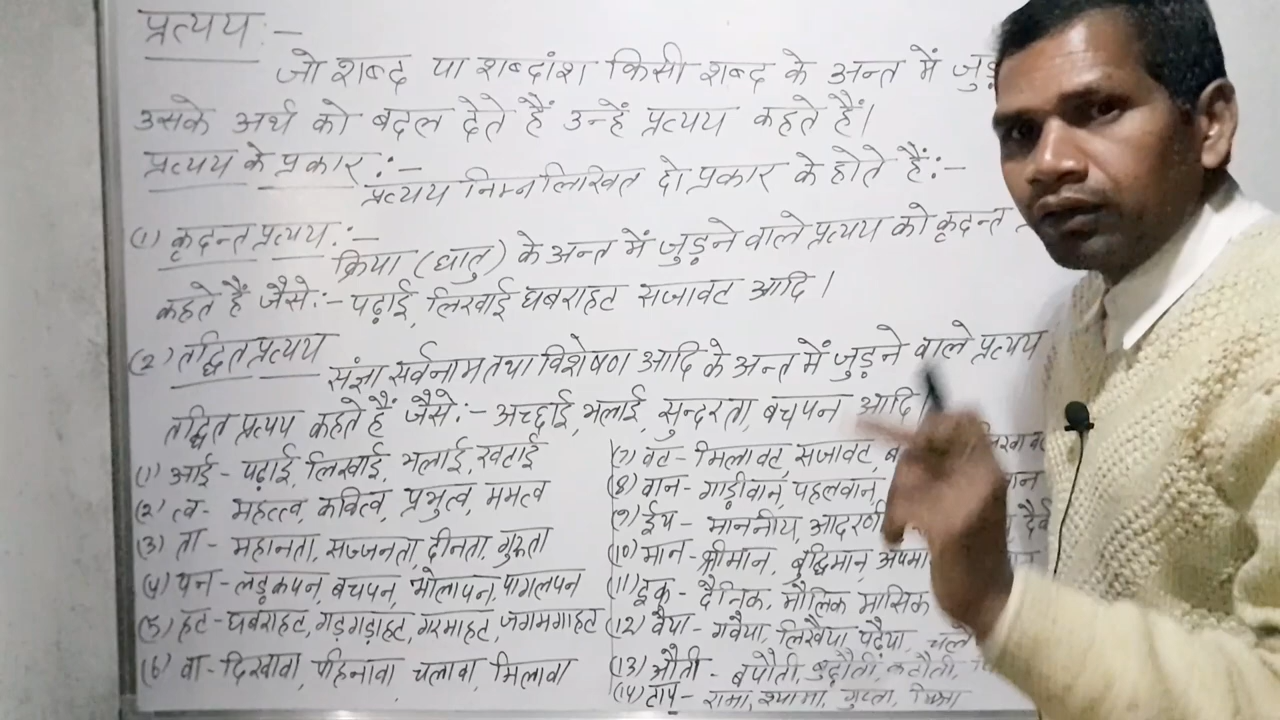 प्रत्यय:-
जो शब्द या शब्दांश किसी शब्द के अन्त में
उसके अर्थ को बदल देते हैं उन्हें प्रत्यय कहते हैं।
प्रत्यय के प्रकार:-
प्रत्यय निम्नलिखित दो प्रकार के होते हैं:-
(1) कृदन्त प्रत्यय:-
क्रिया (धातु) के अन्त में जुड़ने वाले प्रत्यय को कृदन्त
कहते हैं जैसे:- पढ़ाई, लिखाई घबराहट सजावट आदि।
(2) तद्धित प्रत्यय
संज्ञा सर्वनाम तथा विशेषण आदि के अन्त में जुड़ने वाले प्रत्यय
तद्धित प्रत्यय कहते हैं जैसे:- अच्छाई, भलाई, सुन्दरता, बचपन आदि।
(1) आई - पढ़ाई, लिखाई, भलाई, खटाई
(2) त्व - महत्त्व, कवित्व, प्रभुत्व, ममत्व
(3) ता - महानता, सज्जनता, दीनता, गुरुता
(4) पन - लड़कपन, बचपन, भोलापन, पागलपन
(5) हट - घबराहट, गड़गड़ाहट, गरमाहट, जगमगाहट
(6) वा - दिखावा, पहिनावा, चलावा, मिलावा
(7) वट - मिलावट, सजावट,
(8) वान - गाड़ीवान, पहलवान,
(9) ईय - माननीय,
(10) मान - श्रीमान, बुद्धिमान,
(11) इक - दैनिक, मौलिक मासिक
(12) वैया - गवैया, लिखैया, पढ़ैया,
(13) औती - बपौती, बुढ़ौती, कटौती,
(14) टाप् - रामा, श्यामा, गुप्ता,